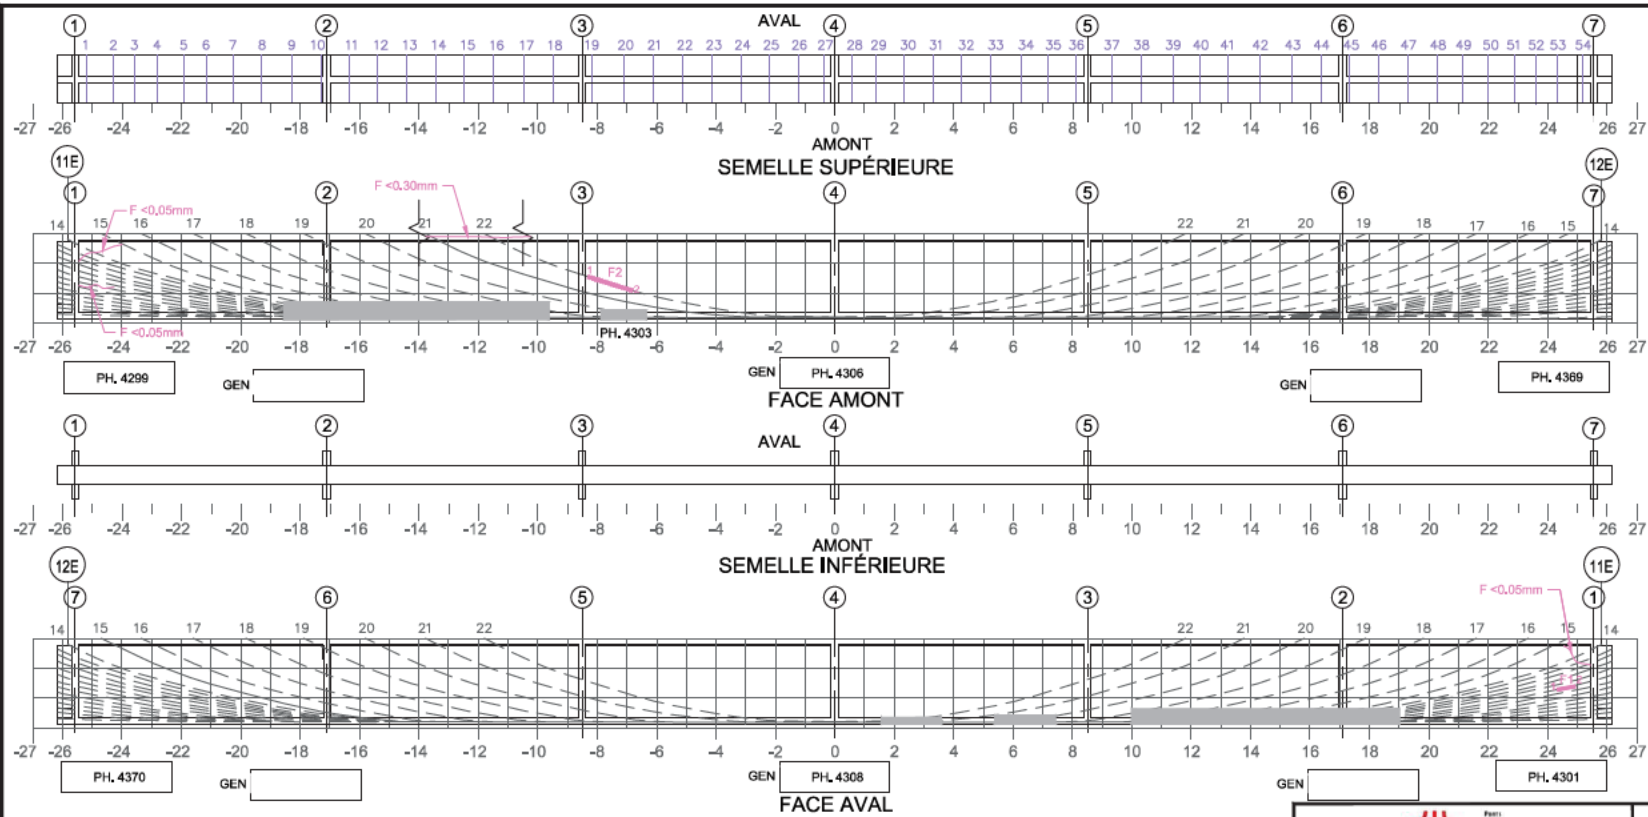 AVAL
1 2 3 4 5 6 7
1 2 3 4 5 6 7 8 9 10 11 12 13 14 15 16 17 18 19 20 21 22 23 24 25 26 27 28 29 30 31 32 33 34 35 36 37 38 39 40 41 42 43 44 45 46 47 48 49 50 51 52 53 54
-27 -26 -24 -22 -20 -18 -16 -14 -12 -10 -8 -6 -4 -2 0 2 4 6 8 10 12 14 16 18 20 22 24 26 27
AMONT
SEMELLE SUPÉRIEURE
11E 12E
1 2 3 4 5 6 7
F <0.30mm
F <0.05mm
14 15 16 17 18 19 20 21 22 22 21 20 19 18 17 16 15 14
1 F2
2
F <0.05mm
PH. 4303
-27 -26 -24 -22 -20 -18 -16 -14 -12 -10 -8 -6 -4 -2 0 2 4 6 8 10 12 14 16 18 20 22 24 26 27
PH. 4299 GEN GEN PH. 4306 GEN PH. 4369
FACE AMONT
1 2 3 4 5 6 7
AVAL
-27 -26 -24 -22 -20 -18 -16 -14 -12 -10 -8 -6 -4 -2 0 2 4 6 8 10 12 14 16 18 20 22 24 26 27
AMONT
SEMELLE INFÉRIEURE
12E 11E
7 6 5 4 3 2 1
F <0.05mm
14 15 16 17 18 19 20 21 22 22 21 20 19 18 17 16 15 14
-27 -26 -24 -22 -20 -18 -16 -14 -12 -10 -8 -6 -4 -2 0 2 4 6 8 10 12 14 16 18 20 22 24 26 27
PH. 4370 GEN GEN PH. 4308 GEN PH. 4301
FACE AVAL